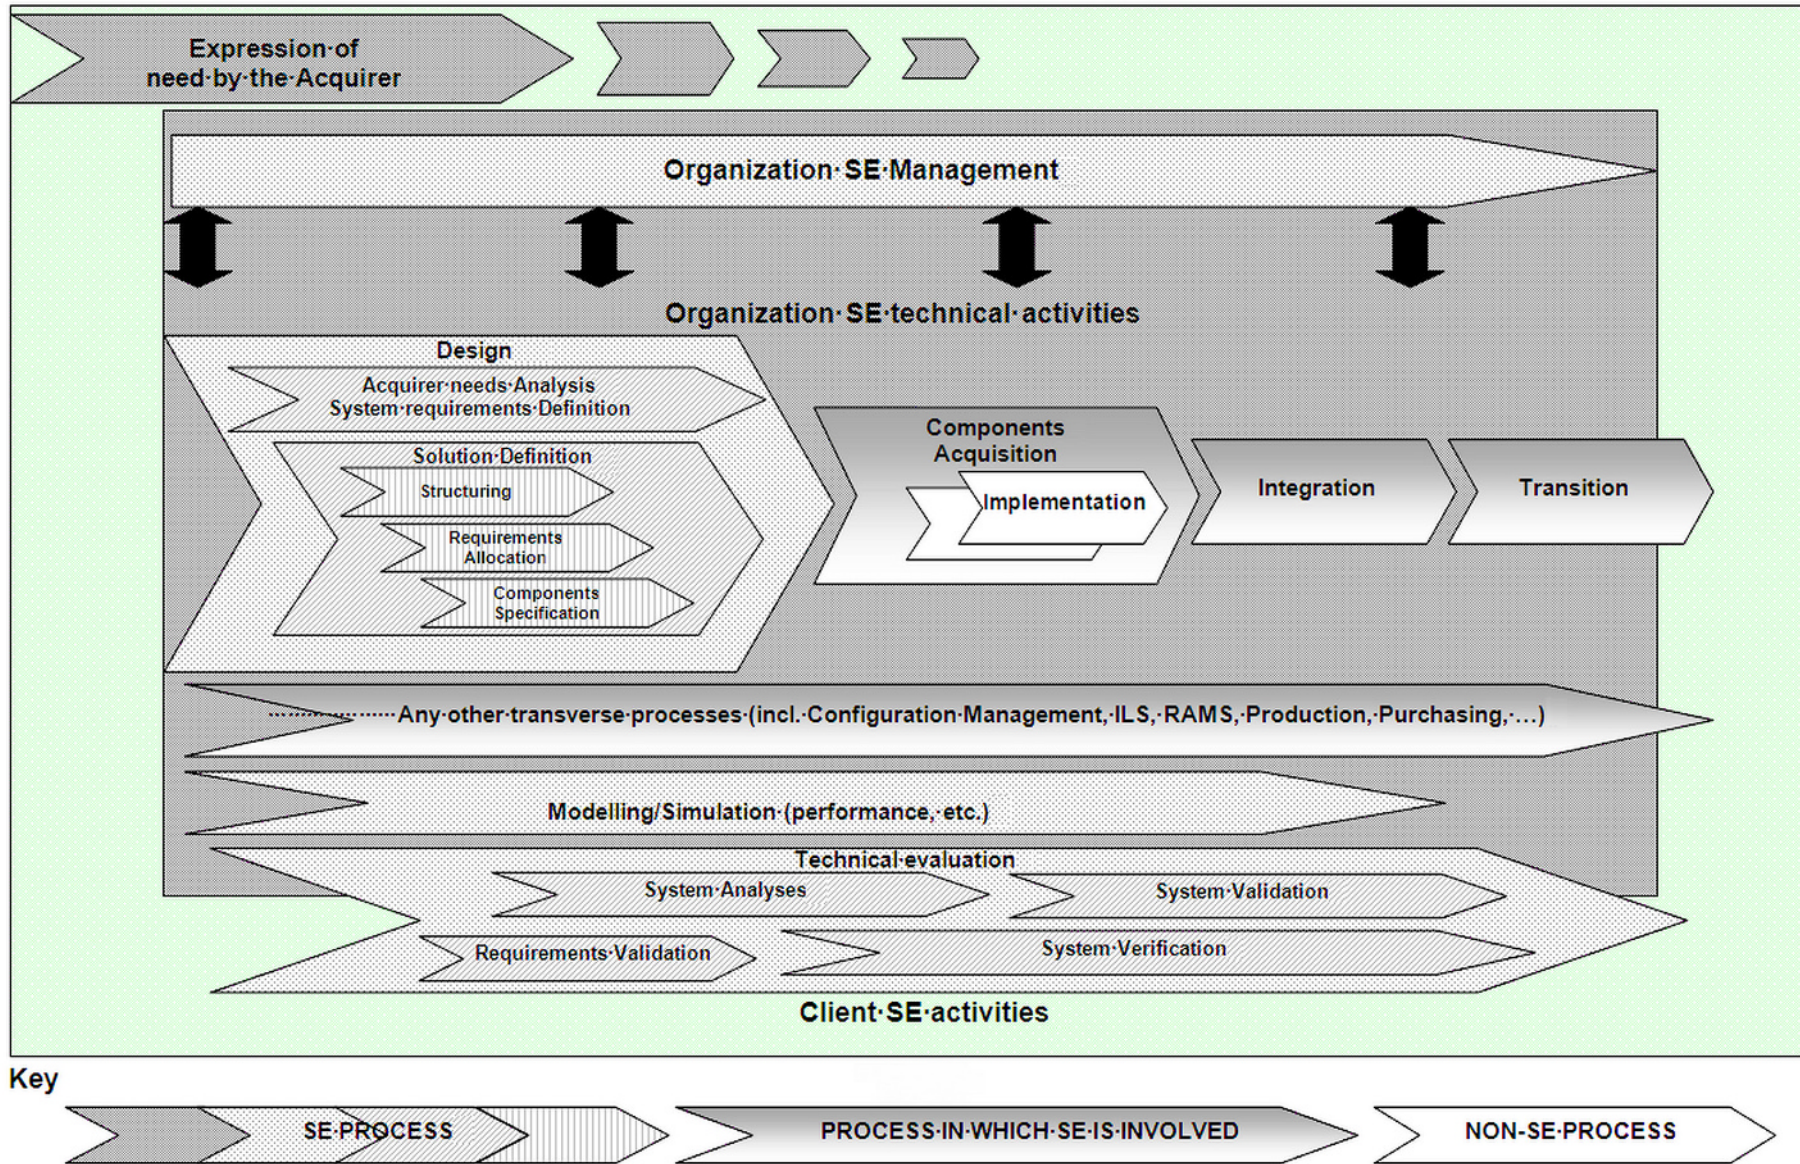 Expression·of
need·by·the·Acquirer
Organization·SE·Management
Organization·SE·technical·activities
Design
Acquirer·needs·Analysis
System·requirements·Definition
Solution·Definition
Structuring
Requirements
Allocation
Components
Specification
Components
Acquisition
Implementation
Integration
Transition
Any·other·transverse·processes·(incl.·Configuration·Management,·ILS,·RAMS,·Production,·Purchasing,·…)
Modelling/Simulation·(performance,·etc.)
Technical·evaluation
System·Analyses
System·Validation
Requirements·Validation
System·Verification
Client·SE·activities
Key
SE·PROCESS
PROCESS·IN·WHICH·SE·IS·INVOLVED
NON-SE·PROCESS